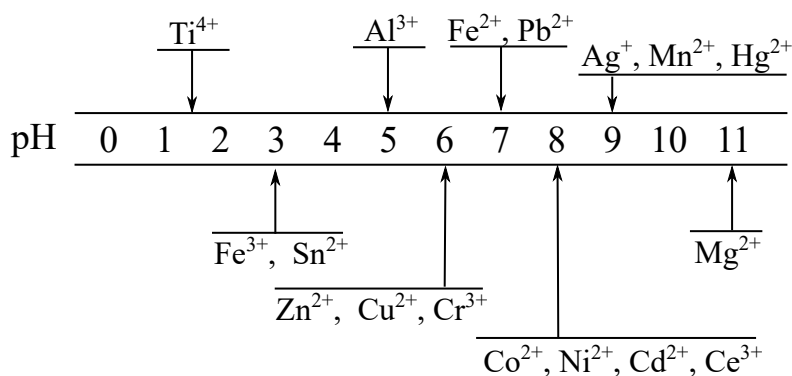 Ti⁴⁺ Al³⁺ Fe²⁺, Pb²⁺
Ag⁺, Mn²⁺, Hg²⁺
pH 0 1 2 3 4 5 6 7 8 9 10 11
Fe³⁺, Sn²⁺ Mg²⁺
Zn²⁺, Cu²⁺, Cr³⁺
Co²⁺, Ni²⁺, Cd²⁺, Ce³⁺